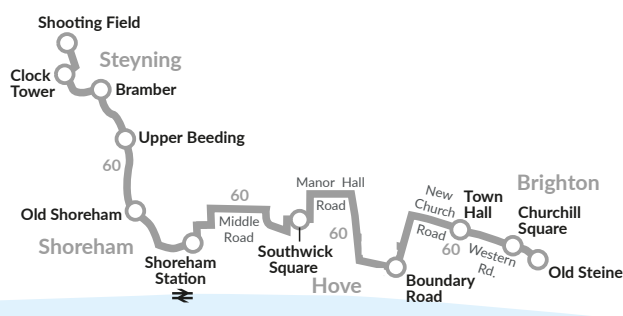 Shooting Field
Steyning
Clock
Tower
Bramber
Upper Beeding
60
Old Shoreham
Shoreham
Shoreham
Station
60
Middle
Road
Southwick
Square
Manor Hall
Road
60
Hove
Boundary
Road
New
Church
Road
Town
Hall
60
Western
Rd.
Brighton
Churchill
Square
Old Steine